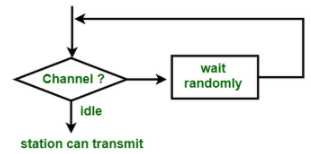 Channel ?
wait
randomly
idle
station can transmit